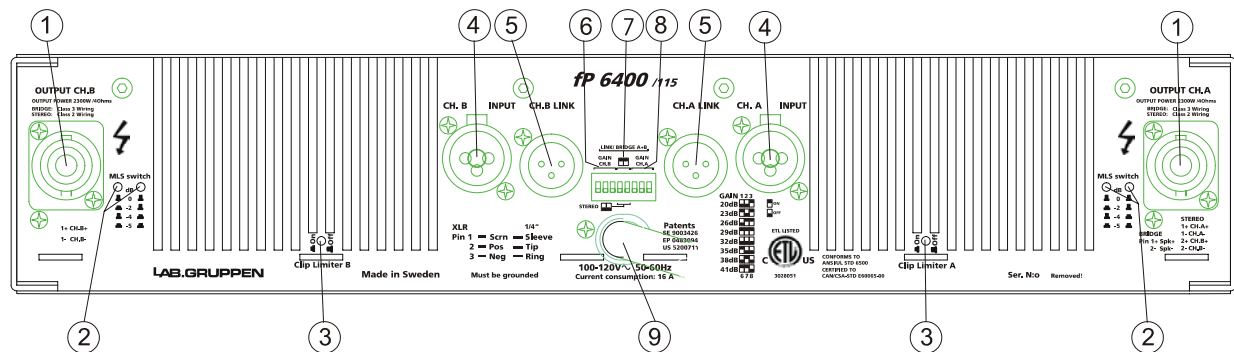 1
4
5
6
7
8
5
4
1
OUTPUT CH.B
OUTPUT POWER 2300W /4Ohms
BRIDGE: Class 3 Wiring
STEREO: Class 2 Wiring
MLS switch
dB
0
-2
-4
-5
1+ CH.B+
1- CH.B-
LAB.GRUPPEN
On
Off
Clip Limiter B
Made in Sweden
fP 6400 /115
CH. B INPUT
CH.B LINK
CH.A LINK
CH. A INPUT
LINK/ BRIDGE A+B
GAIN CH.B
GAIN CH.A
STEREO
XLR 1/4"
Pin 1 – Scrn – Sleeve
2 – Pos – Tip
3 – Neg – Ring
Must be grounded
Patents
SE 9003426
EP 0483094
US 5200711
100-120V~ 50-60Hz
Current consumption: 16 A
GAIN 1 2 3
20dB
23dB
26dB
29dB
32dB
35dB
38dB
41dB
6 7 8
ON
OFF
ETL LISTED
ETL
C US
3028051
CONFORMS TO
ANSI/UL STD 6500
CERTIFIED TO
CAN/CSA-STD E60065-00
On
Off
Clip Limiter A
Ser. N:o Removed!
OUTPUT CH.A
OUTPUT POWER 2300W /4Ohms
BRIDGE: Class 3 Wiring
STEREO: Class 2 Wiring
MLS switch
dB
0
-2
-4
-5
BRIDGE
Pin 1+ Spk+
2- Spk-
STEREO
1+ CH.A+
1- CH.A-
2+ CH.B+
2- CH.B-
2
3
9
3
2